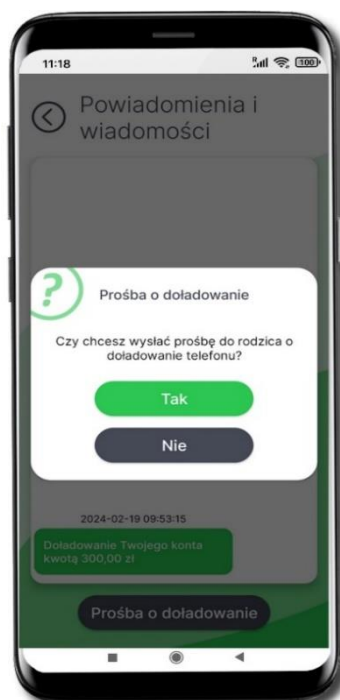 11:18
100
Powiadomienia i
wiadomości
?
Prośba o doładowanie
Czy chcesz wysłać prośbę do rodzica o
doładowanie telefonu?
Tak
Nie
2024-02-19 09:53:15
Doładowanie Twojego konta
kwotą 300,00 zł
Prośba o doładowanie